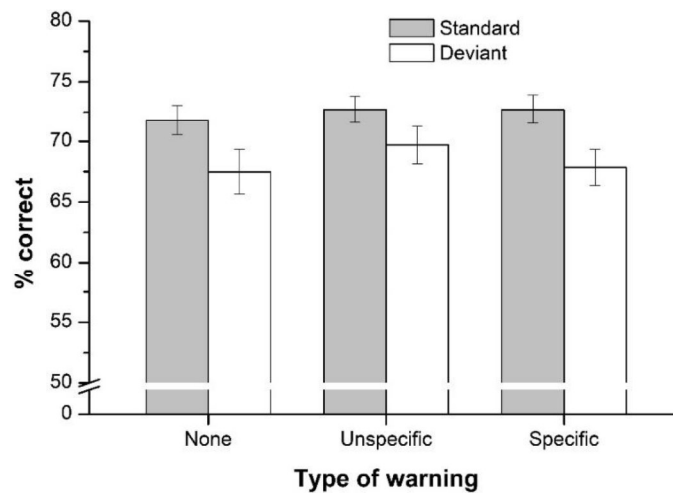 80
Standard
Deviant
75
70
65
60
55
50
0
% correct
None Unspecific Specific
Type of warning